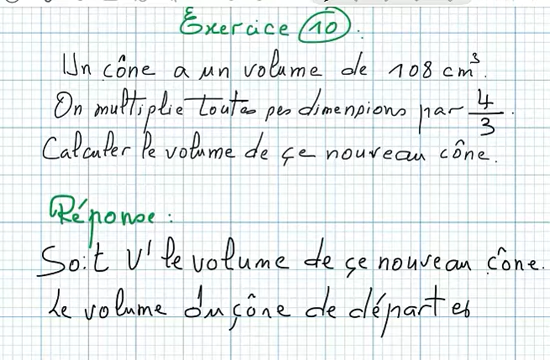 Exercice 10.
Un cône a un volume de 108 cm³.
On multiplie toutes ses dimensions par 4/3.
Calculer le volume de ce nouveau cône.
Réponse :
Soit V' le volume de ce nouveau cône.
Le volume du cône de départ es